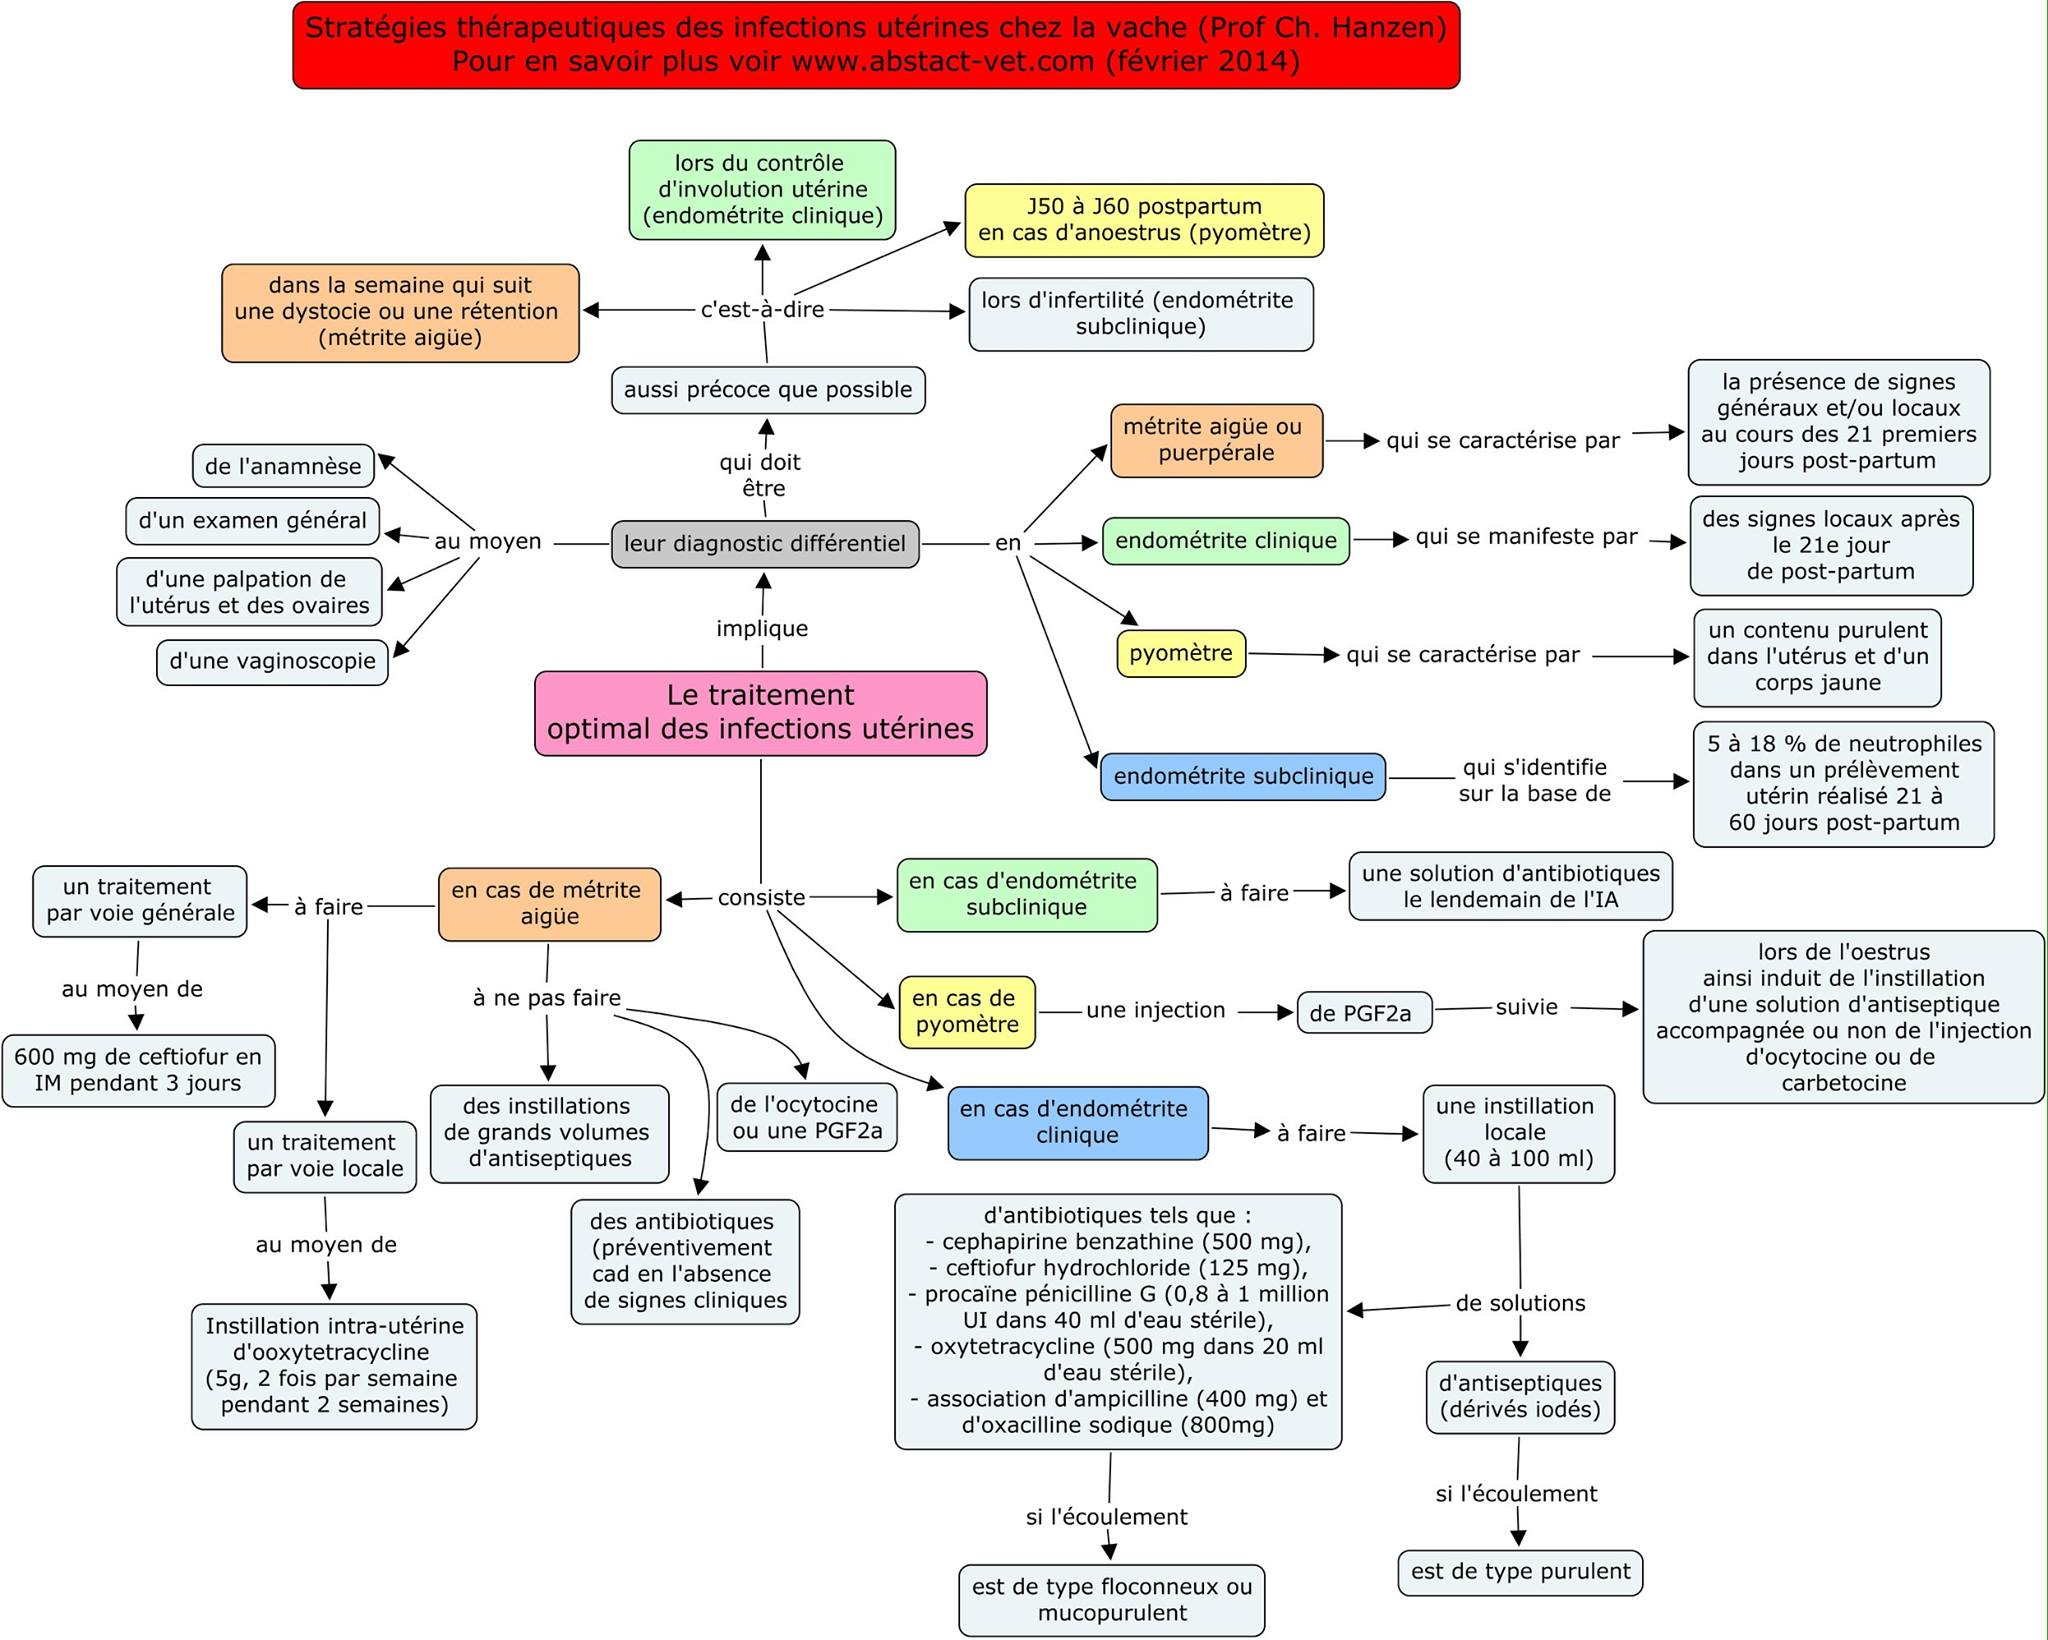 Stratégies thérapeutiques des infections utérines chez la vache (Prof Ch. Hanzen)
Pour en savoir plus voir www.abstact-vet.com (février 2014)
lors du contrôle
d'involution utérine
(endométrite clinique)
J50 à J60 postpartum
en cas d'anoestrus (pyomètre)
dans la semaine qui suit
une dystocie ou une rétention
(métrite aigüe)
c'est-à-dire
lors d'infertilité (endométrite
subclinique)
aussi précoce que possible
qui doit
être
de l'anamnèse
d'un examen général
d'une palpation de
l'utérus et des ovaires
d'une vaginoscopie
au moyen
leur diagnostic différentiel
en
métrite aigüe ou
puerpérale
qui se caractérise par
la présence de signes
généraux et/ou locaux
au cours des 21 premiers
jours post-partum
endométrite clinique
qui se manifeste par
des signes locaux après
le 21e jour
de post-partum
pyomètre
qui se caractérise par
un contenu purulent
dans l'utérus et d'un
corps jaune
endométrite subclinique
qui s'identifie
sur la base de
5 à 18 % de neutrophiles
dans un prélèvement
utérin réalisé 21 à
60 jours post-partum
implique
Le traitement
optimal des infections utérines
consiste
en cas de métrite
aigüe
à faire
un traitement
par voie générale
au moyen de
600 mg de ceftiofur en
IM pendant 3 jours
un traitement
par voie locale
au moyen de
Instillation intra-utérine
d'ooxytetracycline
(5g, 2 fois par semaine
pendant 2 semaines)
à ne pas faire
des instillations
de grands volumes
d'antiseptiques
des antibiotiques
(préventivement
cad en l'absence
de signes cliniques
de l'ocytocine
ou une PGF2a
en cas d'endométrite
subclinique
à faire
une solution d'antibiotiques
le lendemain de l'IA
en cas de
pyomètre
une injection
de PGF2a
suivie
lors de l'oestrus
ainsi induit de l'instillation
d'une solution d'antiseptique
accompagnée ou non de l'injection
d'ocytocine ou de
carbetocine
en cas d'endométrite
clinique
à faire
une instillation
locale
(40 à 100 ml)
de solutions
d'antibiotiques tels que :
- cephapirine benzathine (500 mg),
- ceftiofur hydrochloride (125 mg),
- procaïne pénicilline G (0,8 à 1 million
UI dans 40 ml d'eau stérile),
- oxytetracycline (500 mg dans 20 ml
d'eau stérile),
- association d'ampicilline (400 mg) et
d'oxacilline sodique (800mg)
si l'écoulement
est de type floconneux ou
mucopurulent
d'antiseptiques
(dérivés iodés)
si l'écoulement
est de type purulent